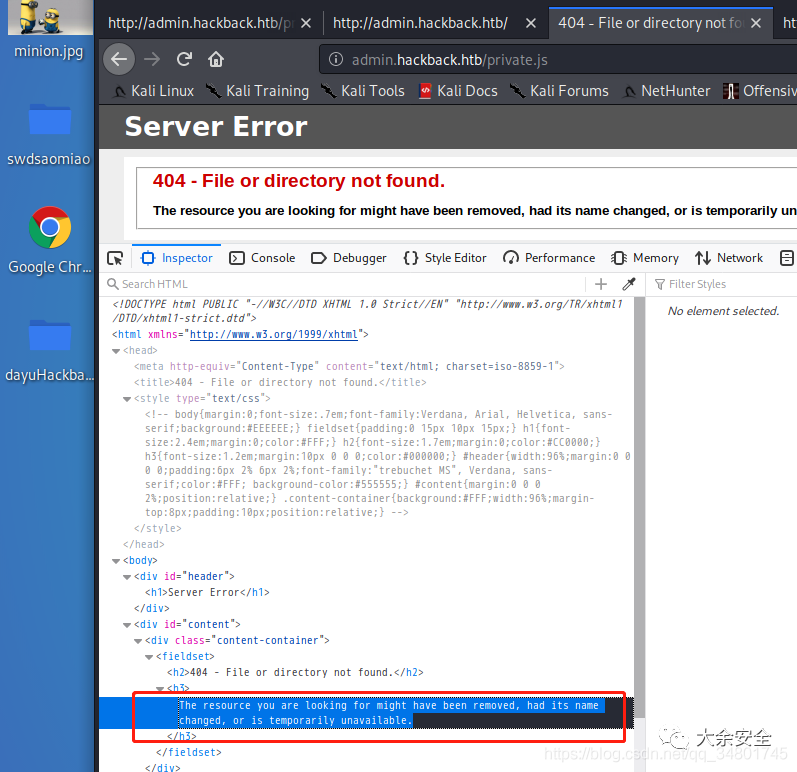 minion.jpg
swdsaomiao
Google Chr...
dayuHackba...
http://admin.hackback.htb/pr
http://admin.hackback.htb/
404 - File or directory not fo
admin.hackback.htb/private.js
Kali Linux Kali Training Kali Tools Kali Docs Kali Forums NetHunter Offensiv
Server Error
404 - File or directory not found.
The resource you are looking for might have been removed, had its name changed, or is temporarily un
Inspector Console Debugger Style Editor Performance Memory Network
Search HTML
Filter Styles
No element selected.
<!DOCTYPE html PUBLIC "-//W3C//DTD XHTML 1.0 Strict//EN" "http://www.w3.org/TR/xhtml1
/DTD/xhtml1-strict.dtd">
<html xmlns="http://www.w3.org/1999/xhtml">
<head>
<meta http-equiv="Content-Type" content="text/html; charset=iso-8859-1">
<title>404 - File or directory not found.</title>
<style type="text/css">
<!-- body{margin:0;font-size:.7em;font-family:Verdana, Arial, Helvetica, sans-
serif;background:#EEEEEE;} fieldset{padding:0 15px 10px 15px;} h1{font-
size:2.4em;margin:0;color:#FFF;} h2{font-size:1.7em;margin:0;color:#CC0000;}
h3{font-size:1.2em;margin:10px 0 0 0;color:#000000;} #header{width:96%;margin:0 0
0 0;padding:6px 2% 6px 2%;font-family:"trebuchet MS", Verdana, sans-
serif;color:#FFF; background-color:#555555;} #content{margin:0 0 0
2%;position:relative;} .content-container{background:#FFF;width:96%;margin-
top:8px;padding:10px;position:relative;} -->
</style>
</head>
<body>
<div id="header">
<h1>Server Error</h1>
</div>
<div id="content">
<div class="content-container">
<fieldset>
<h2>404 - File or directory not found.</h2>
<h3>
The resource you are looking for might have been removed, had its name
changed, or is temporarily unavailable.
</h3>
</fieldset>
</div>
大余安全
https://blog.csdn.net/qq_34801745